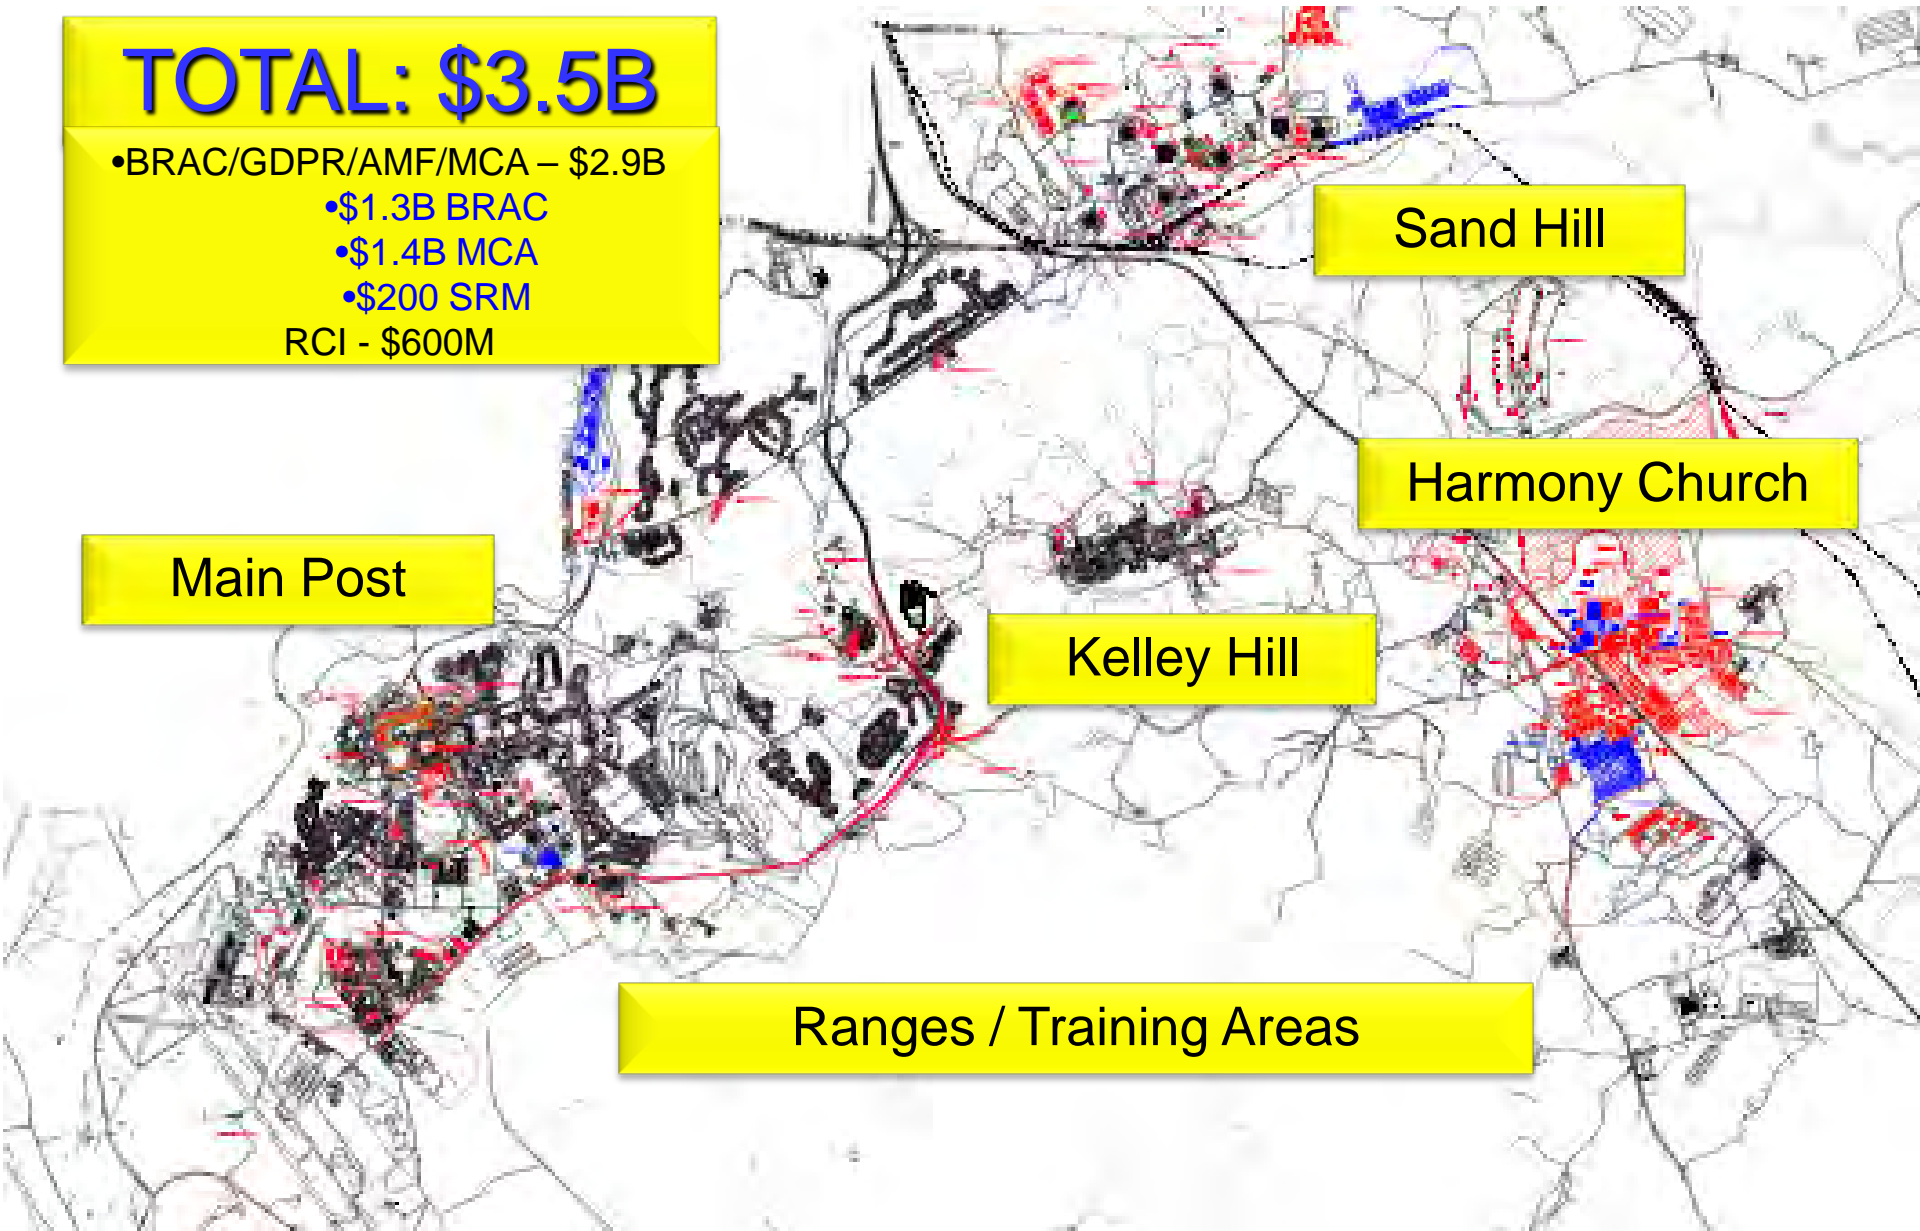 TOTAL: $3.5B
•BRAC/GDPR/AMF/MCA – $2.9B
•$1.3B BRAC
•$1.4B MCA
•$200 SRM
RCI - $600M
Sand Hill
Harmony Church
Main Post
Kelley Hill
Ranges / Training Areas